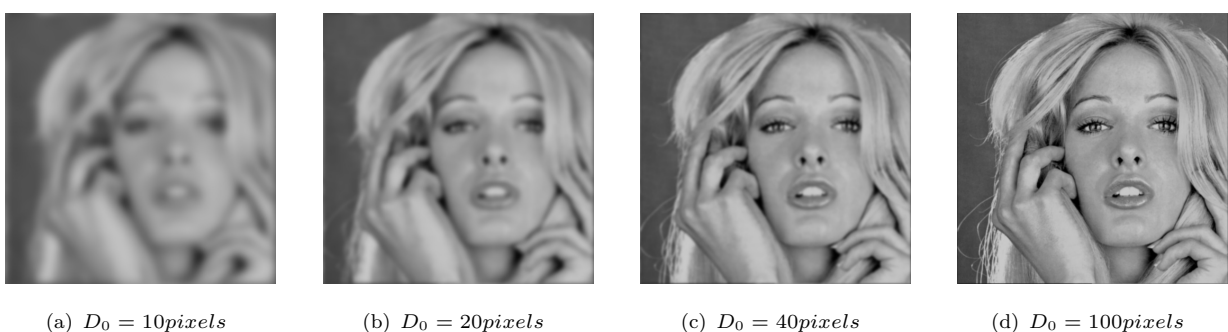 (a) D₀ = 10pixels
(b) D₀ = 20pixels
(c) D₀ = 40pixels
(d) D₀ = 100pixels